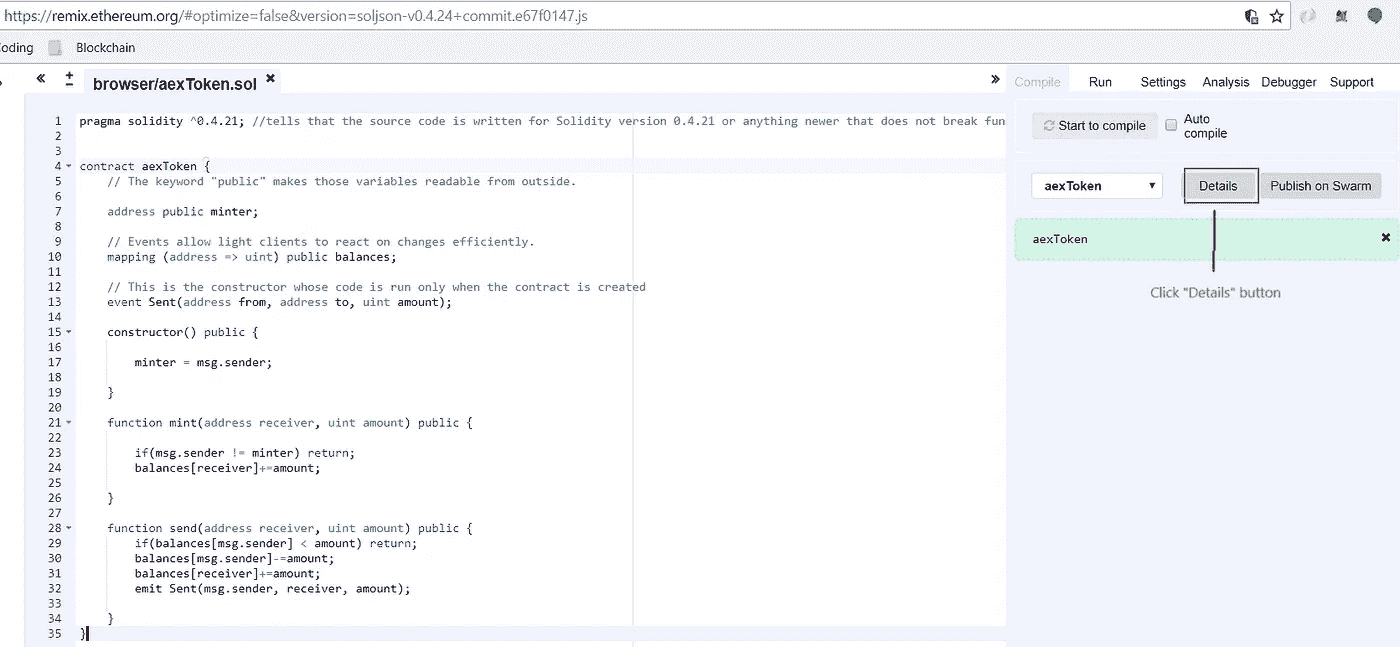 https://remix.ethereum.org/#optimize=false&version=soljson-v0.4.24+commit.e67f0147.js
oding Blockchain
browser/aexToken.sol
Compile Run Settings Analysis Debugger Support
Start to compile Auto compile
aexToken Details Publish on Swarm
aexToken
Click "Details" button
1 pragma solidity ^0.4.21; //tells that the source code is written for Solidity version 0.4.21 or anything newer that does not break fun
2
3
4 contract aexToken {
5 // The keyword "public" makes those variables readable from outside.
6
7 address public minter;
8
9 // Events allow light clients to react on changes efficiently.
10 mapping (address => uint) public balances;
11
12 // This is the constructor whose code is run only when the contract is created
13 event Sent(address from, address to, uint amount);
14
15 constructor() public {
16
17 minter = msg.sender;
18
19 }
20
21 function mint(address receiver, uint amount) public {
22
23 if(msg.sender != minter) return;
24 balances[receiver]+=amount;
25
26 }
27
28 function send(address receiver, uint amount) public {
29 if(balances[msg.sender] < amount) return;
30 balances[msg.sender]-=amount;
31 balances[receiver]+=amount;
32 emit Sent(msg.sender, receiver, amount);
33
34 }
35 }